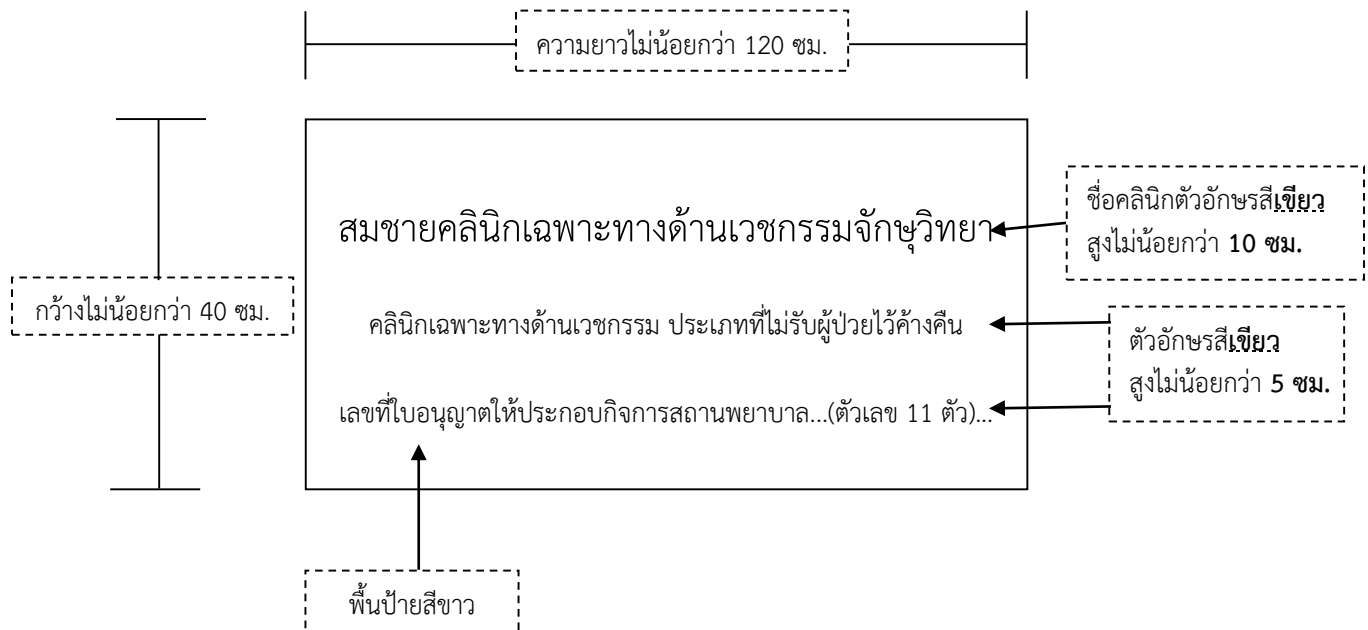 ความยาวไม่น้อยกว่า 120 ซม.
สมชายคลินิกเฉพาะทางด้านเวชกรรมจักษุวิทยา
ชื่อคลินิกตัวอักษรสีเขียว
สูงไม่น้อยกว่า 10 ซม.
กว้างไม่น้อยกว่า 40 ซม.
คลินิกเฉพาะทางด้านเวชกรรม ประเภทที่ไม่รับผู้ป่วยไว้ค้างคืน
ตัวอักษรสีเขียว
สูงไม่น้อยกว่า 5 ซม.
เลขที่ใบอนุญาตให้ประกอบกิจการสถานพยาบาล...(ตัวเลข 11 ตัว)...
พื้นป้ายสีขาว